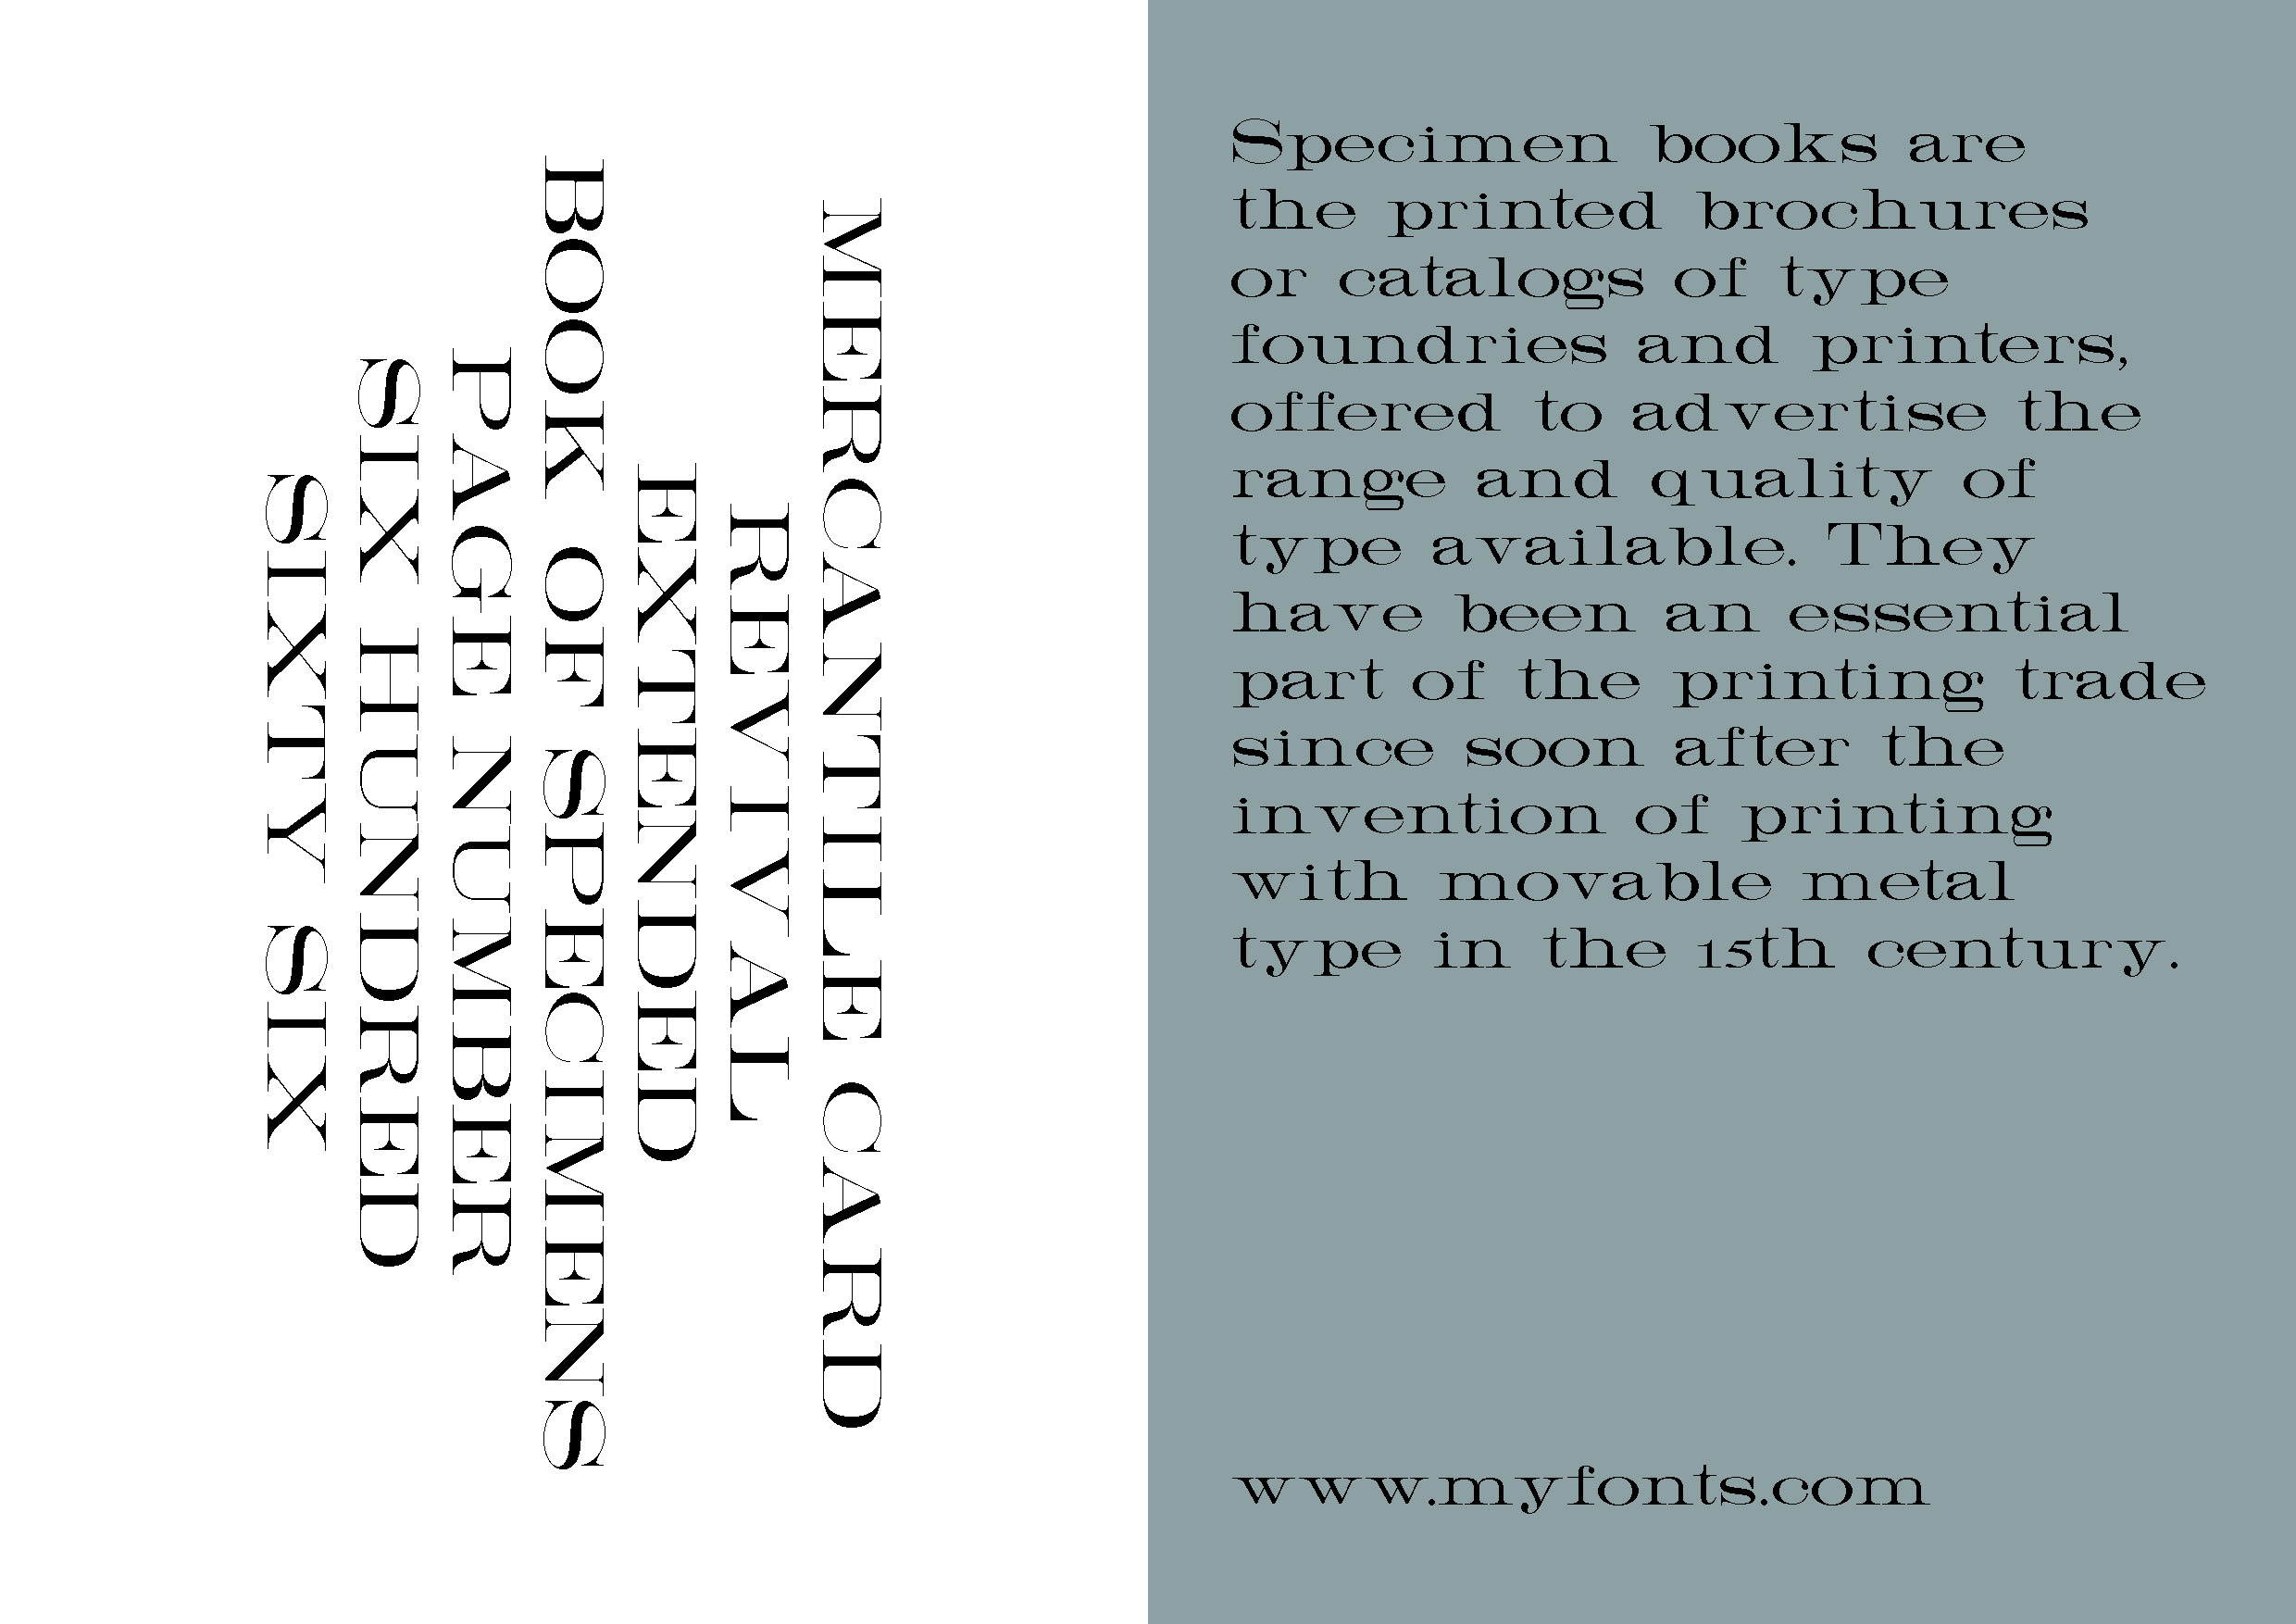 MERCANTILE CARD
REVIVAL
EXTENDED
BOOK OF SPECIMENS
PAGE NUMBER
SIX HUNDRED
SIXTY SIX
Specimen books are
the printed brochures
or catalogs of type
foundries and printers,
offered to advertise the
range and quality of
type available. They
have been an essential
part of the printing trade
since soon after the
invention of printing
with movable metal
type in the 15th century.
www.myfonts.com